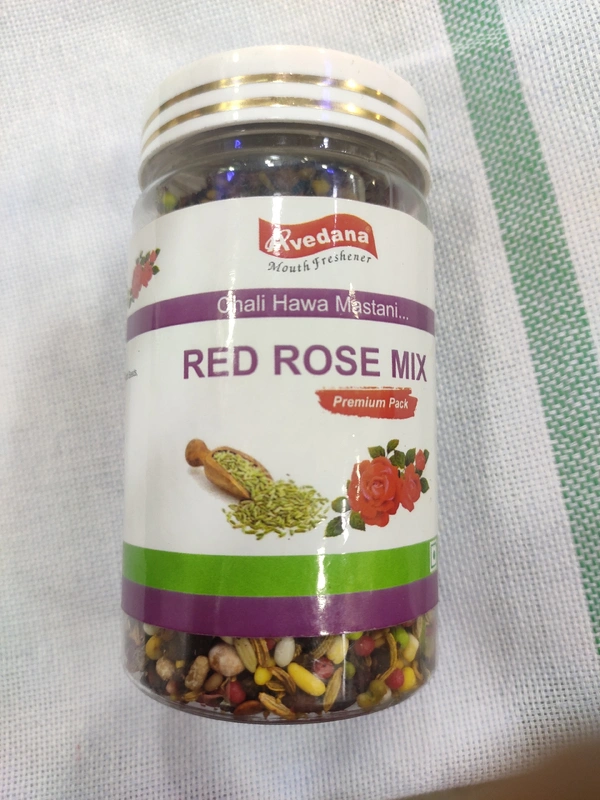 Avedana
Mouth Freshener
Chali Hawa Mastani...
RED ROSE MIX
Premium Pack